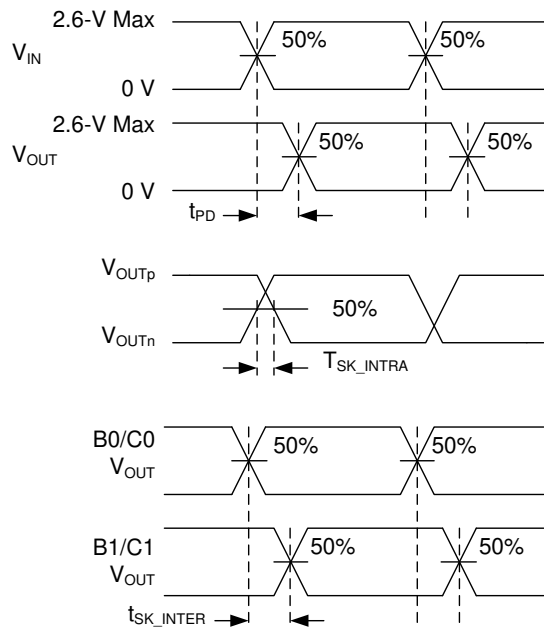 2.6-V Max
50%
50%
V_IN
0 V
2.6-V Max
50%
50%
V_OUT
0 V
t_PD
V_OUTp
50%
V_OUTn
T_SK_INTRA
B0/C0
V_OUT
50%
50%
B1/C1
V_OUT
50%
50%
t_SK_INTER